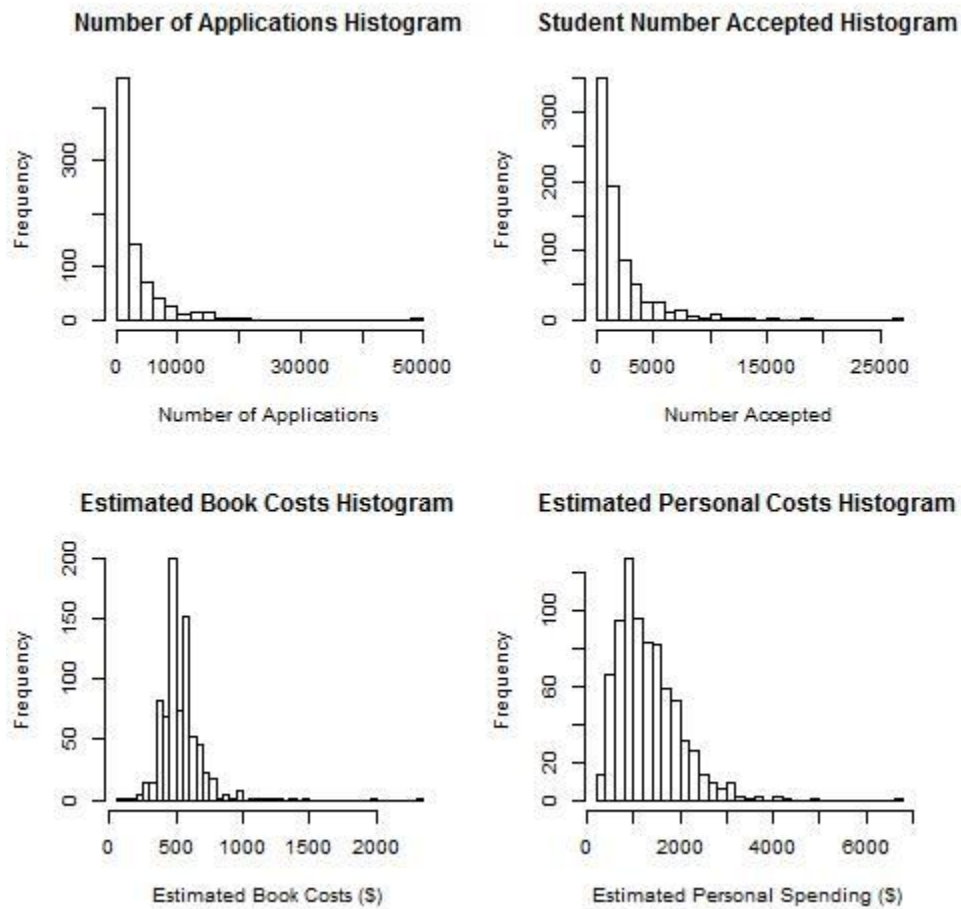 Number of Applications Histogram
Frequency
300
100
0
0 10000 30000 50000
Number of Applications
Student Number Accepted Histogram
Frequency
300
200
100
0
0 5000 15000 25000
Number Accepted
Estimated Book Costs Histogram
Frequency
200
150
100
50
0
0 500 1000 2000
Estimated Book Costs ($)
Estimated Personal Costs Histogram
Frequency
100
60
20
0
0 2000 4000 6000
Estimated Personal Spending ($)